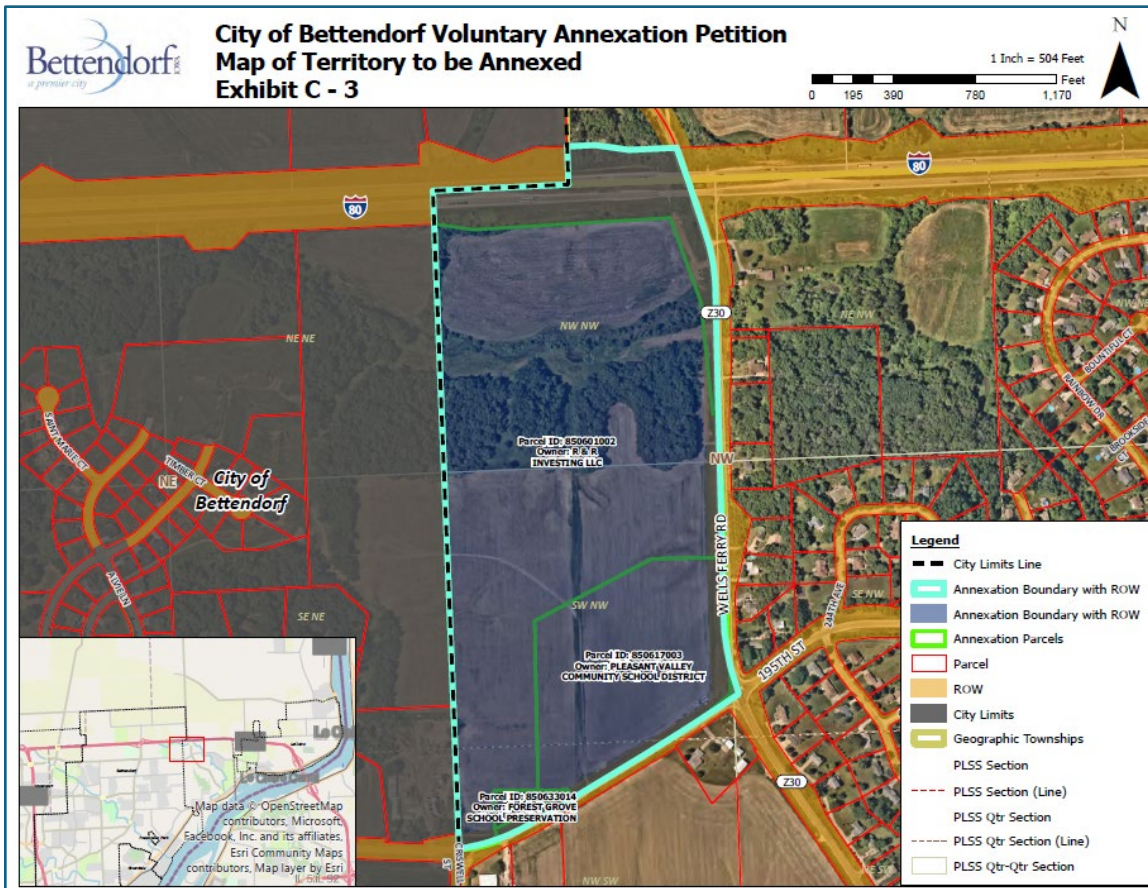 Bettendorf
IOWA
a premier city
City of Bettendorf Voluntary Annexation Petition
Map of Territory to be Annexed
Exhibit C - 3
N
1 Inch = 504 Feet
Feet
0 195 390 780 1,170
80
80
Z30
NE NE
NW NW
NE NW
BOUNTIFUL CT
RAINBOW DR
BROOKSIDE CT
SAINT MARIE CT
TIMBER CT
NE
City of
Bettendorf
ALVIE LN
Parcel ID: 850601002
Owner: R & R
INVESTING LLC
NW
WELLS FERRY RD
SE NE
SW NW
SE NW
244TH AVE
195TH ST
Parcel ID: 850617003
Owner: PLEASANT VALLEY
COMMUNITY SCHOOL DISTRICT
Z30
Parcel ID: 850633014
Owner: FOREST GROVE
SCHOOL PRESERVATION
CRISWELL ST
NW SW
Legend
City Limits Line
Annexation Boundary with ROW
Annexation Boundary with ROW
Annexation Parcels
Parcel
ROW
City Limits
Geographic Townships
PLSS Section
PLSS Section (Line)
PLSS Qtr Section
PLSS Qtr Section (Line)
PLSS Qtr-Qtr Section
Map data © OpenStreetMap
contributors, Microsoft,
Facebook, Inc. and its affiliates,
Esri Community Maps
contributors, Map layer by Esri